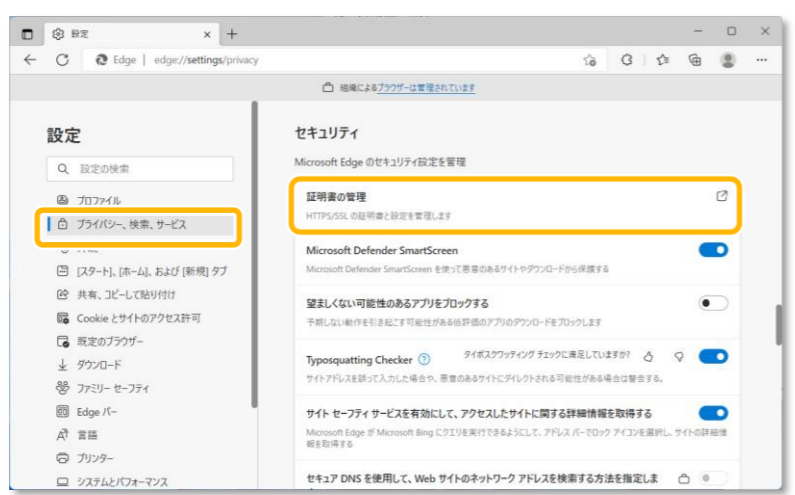 設定
Edge | edge://settings/privacy
組織によるブラウザーは管理されています
設定
設定の検索
プロファイル
プライバシー、検索、サービス
[スタート]、[ホーム]、および [新規] タブ
共有、コピーして貼り付け
Cookie とサイトのアクセス許可
既定のブラウザー
ダウンロード
ファミリー セーフティ
Edge バー
言語
プリンター
システムとパフォーマンス
セキュリティ
Microsoft Edge のセキュリティ設定を管理
証明書の管理
HTTPS/SSL の証明書と設定を管理します
Microsoft Defender SmartScreen
Microsoft Defender SmartScreen を使って悪意のあるサイトやダウンロードから保護する
望ましくない可能性のあるアプリをブロックする
予期しない動作を引き起こす可能性がある低評価のアプリのダウンロードをブロックします
Typosquatting Checker ? タイポスクワッティング チェックに満足していますか?
サイトアドレスを誤って入力した場合や、悪意のあるサイトにダイレクトされる可能性がある場合は警告する。
サイト セーフティ サービスを有効にして、アクセスしたサイトに関する詳細情報を取得する
Microsoft Edge が Microsoft Bing にクエリを実行できるようにして、アドレス バーでロック アイコンを選択し、サイトの詳細情
報を取得する
セキュア DNS を使用して、Web サイトのネットワーク アドレスを検索する方法を指定しま